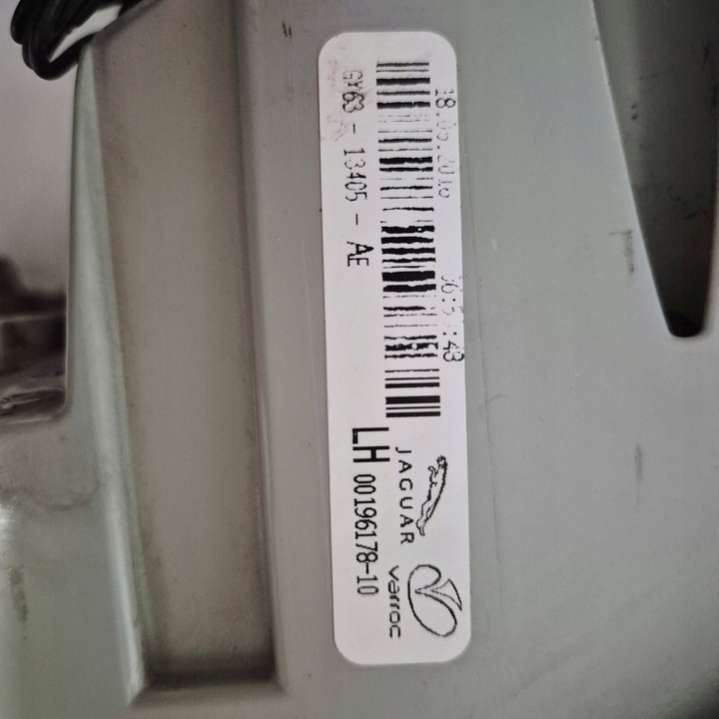 GX63 - 13405 - AE
LH 00196178-10
JAGUAR
varroc